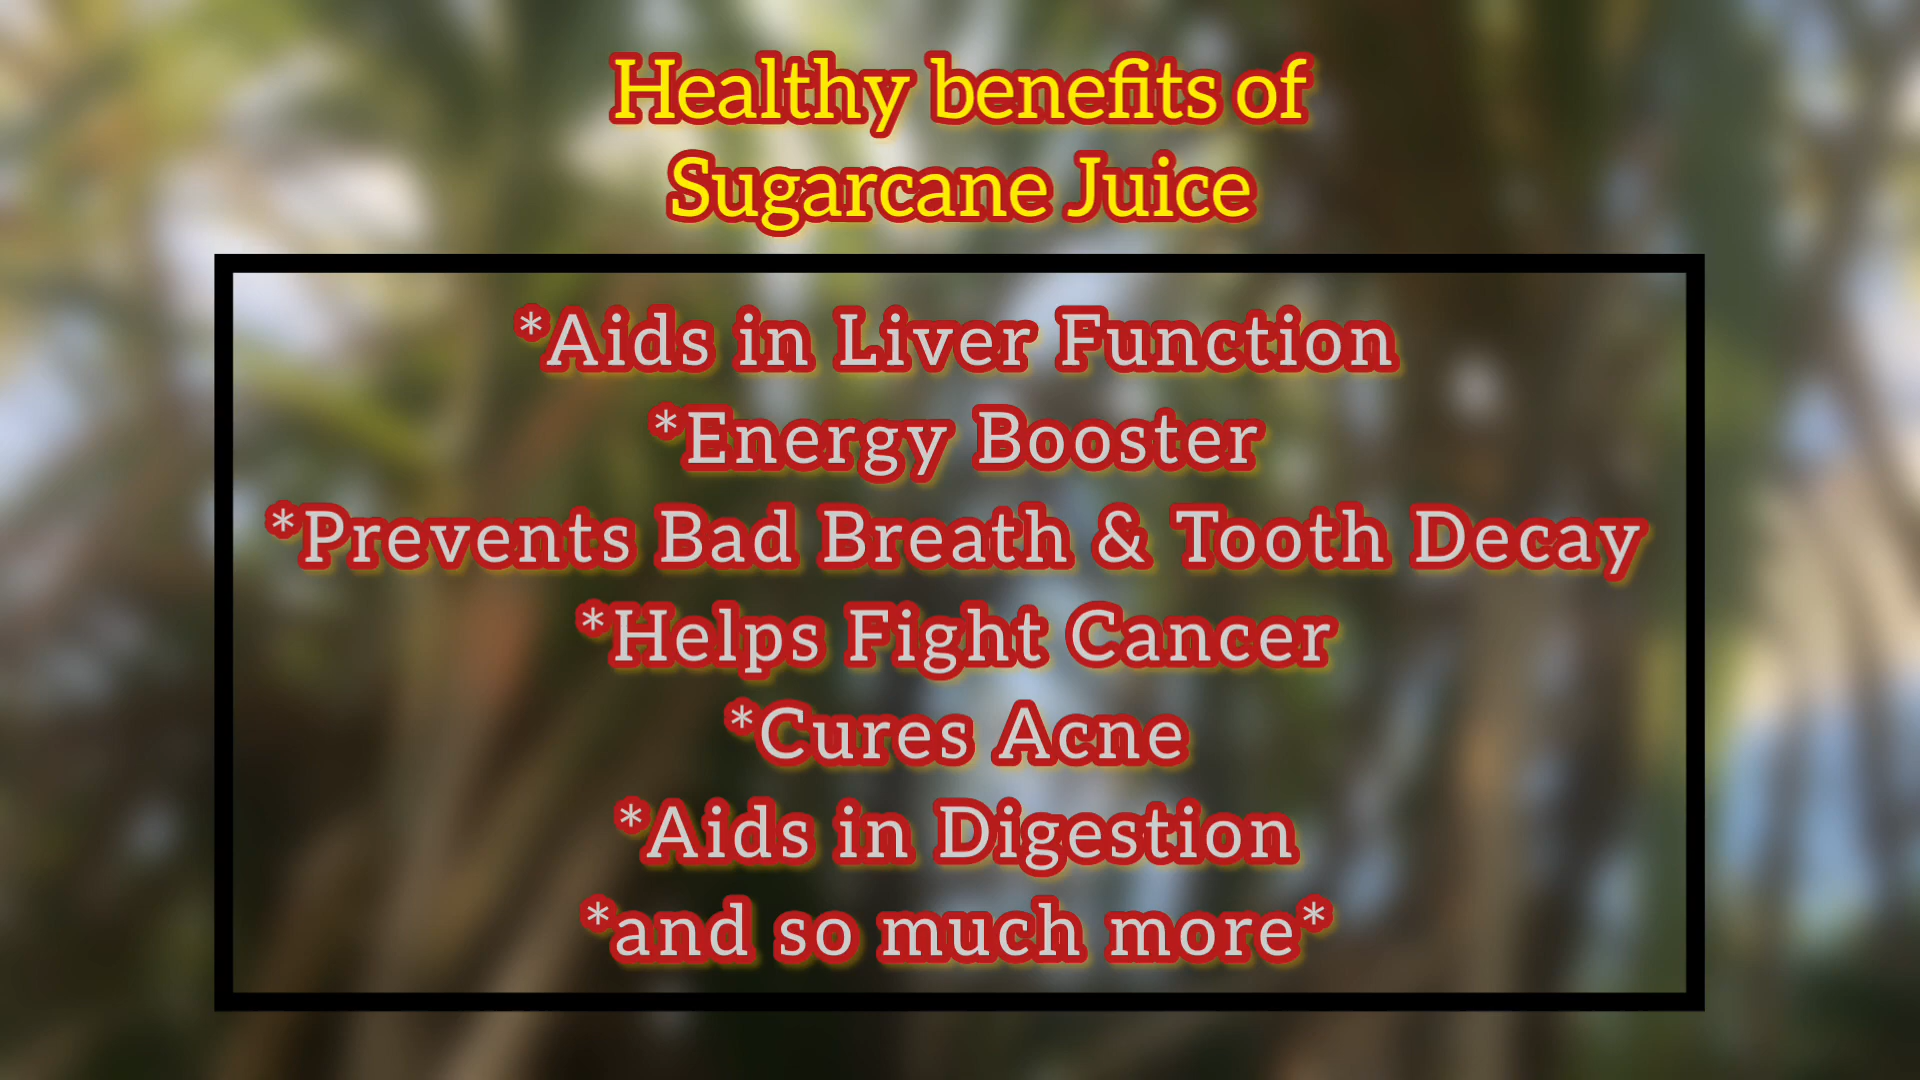 Healthy benefits of
Sugarcane Juice
*Aids in Liver Function
*Energy Booster
*Prevents Bad Breath & Tooth Decay
*Helps Fight Cancer
*Cures Acne
*Aids in Digestion
*and so much more*